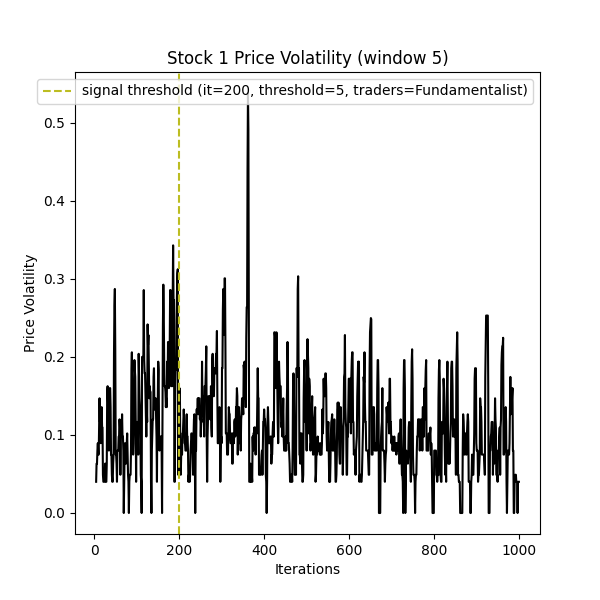 Stock 1 Price Volatility (window 5)
signal threshold (it=200, threshold=5, traders=Fundamentalist)
0.5
0.4
0.3
0.2
0.1
0.0
Price Volatility
0 200 400 600 800 1000
Iterations